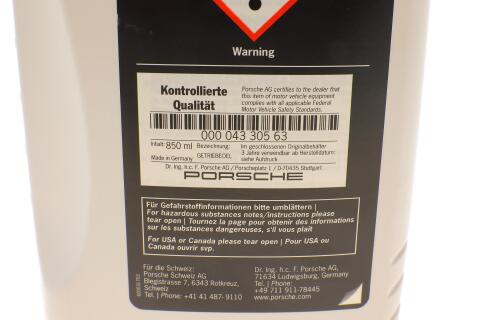 Warning
Kontrollierte
Qualität
Porsche AG certifies to the dealer that
this item of motor vehicle equipment
complies with all applicable Federal
Motor Vehicle Safety Standards.
000 043 305 63
Inhalt: 850 ml
Made in Germany
Bezeichnung:
GETRIEBEOEL
Im geschlossenen Originalbehälter
3 Jahre verwendbar ab Herstelldatum:
siehe Aufdruck
Dr. Ing. h.c. F. Porsche AG / Porscheplatz 1 / D-70435 Stuttgart
PORSCHE
Für Gefahrstoffinformationen bitte umblättern |
For hazardous substances notes/instructions please
tear open | Tournez la page pour obtenir des informations
sur les substances dangereuses, s'il vous plait
For USA or Canada please tear open | Pour USA ou
Canada ouvrir svp.
Für die Schweiz:
Porsche Schweiz AG
Blegistrasse 7, 6343 Rotkreuz,
Schweiz
Tel. | Phone: +41 41 487- 9110
Dr. Ing. h.c. F. Porsche AG,
71634 Ludwigsburg, Germany
Tel. | Phone:
+49 711 911-78445
www.porsche.com